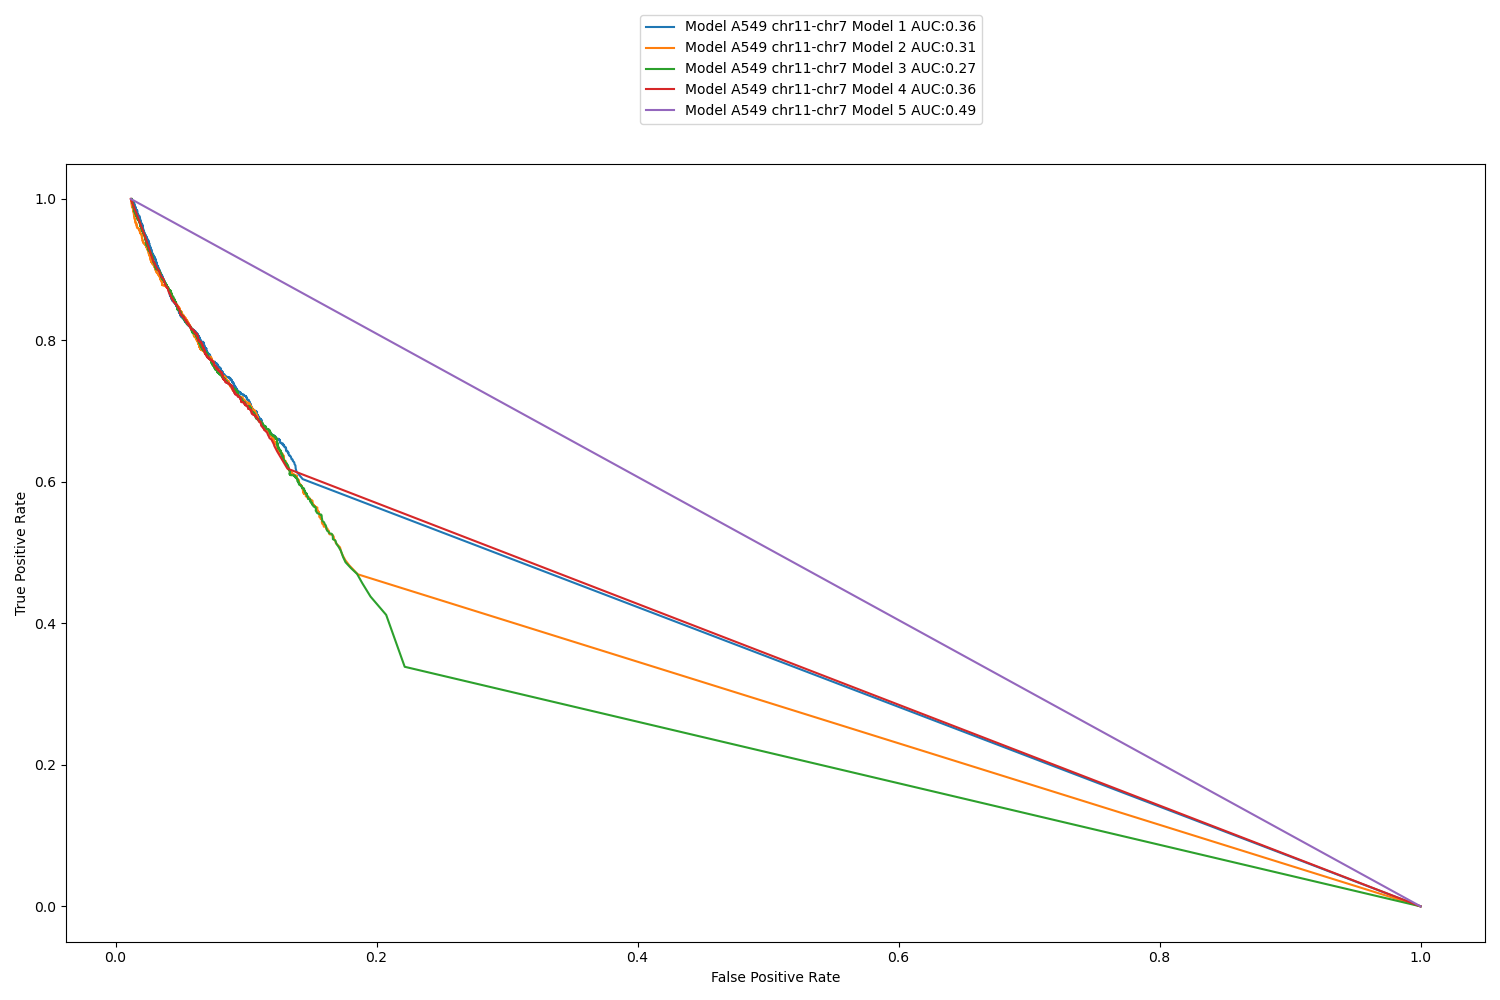 Model A549 chr11-chr7 Model 1 AUC:0.36
Model A549 chr11-chr7 Model 2 AUC:0.31
Model A549 chr11-chr7 Model 3 AUC:0.27
Model A549 chr11-chr7 Model 4 AUC:0.36
Model A549 chr11-chr7 Model 5 AUC:0.49
True Positive Rate
1.0
0.8
0.6
0.4
0.2
0.0
0.0 0.2 0.4 0.6 0.8 1.0
False Positive Rate